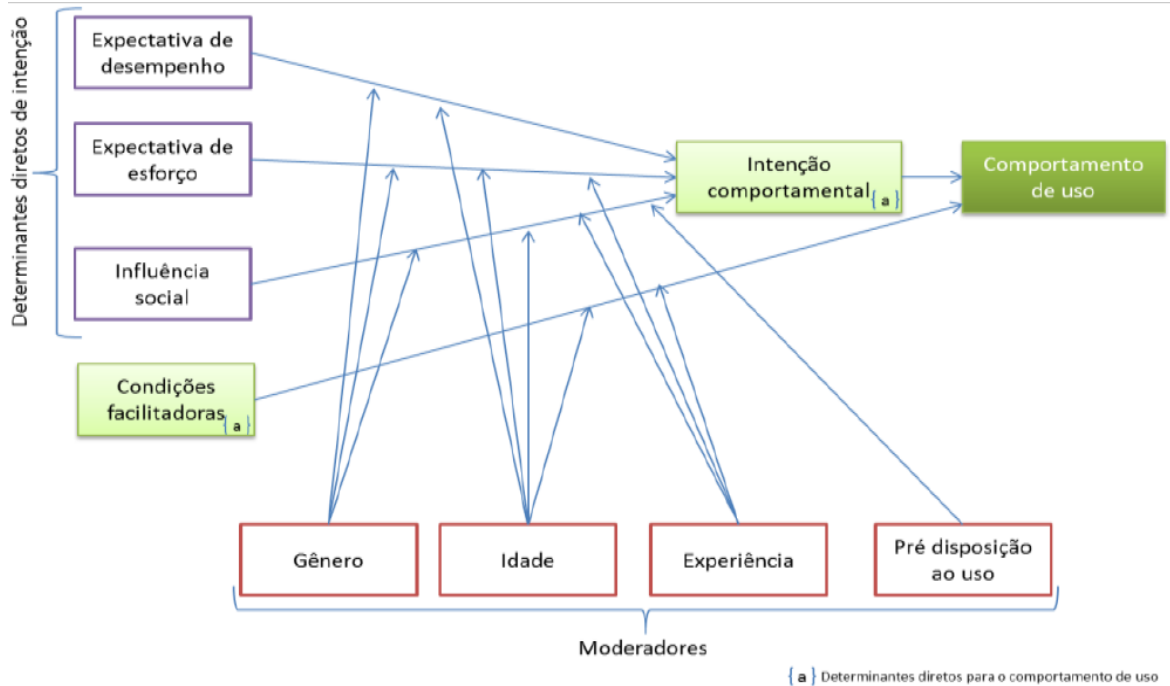 Determinantes diretos de intenção
Expectativa de
desempenho
Expectativa de
esforço
Influência
social
Condições
facilitadoras
{ a }
Intenção
comportamental
{ a }
Comportamento
de uso
Gênero
Idade
Experiência
Pré disposição
ao uso
Moderadores
{ a } Determinantes diretos para o comportamento de uso